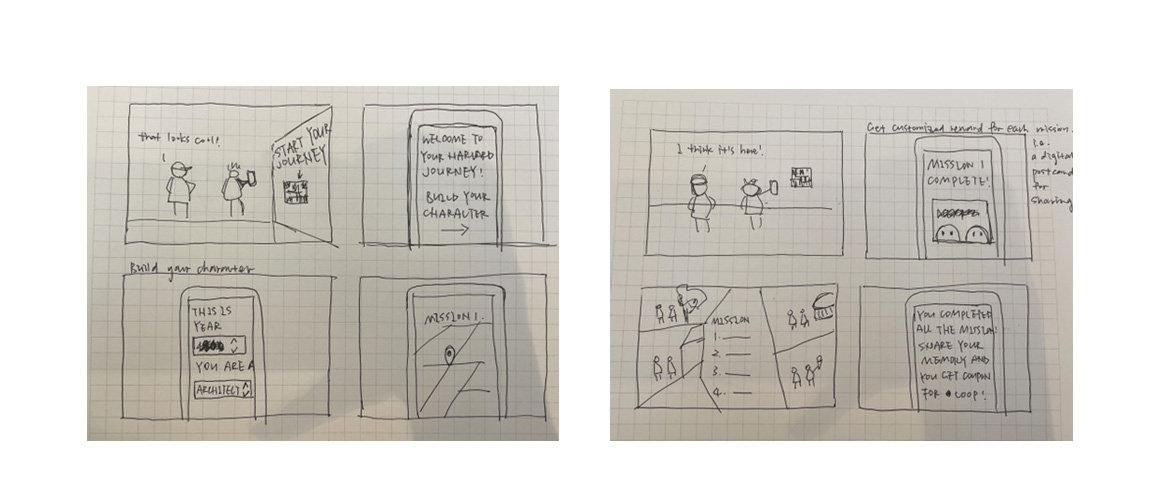 that looks cool!
START YOUR
JOURNEY
WELCOME TO
YOUR HARVARD
JOURNEY!
BUILD YOUR
CHARACTER
Build your character
THIS IS
YEAR
YOU ARE A
ARCHITECT
MISSION 1.
I think it's here!
Get customized reward for each mission.
i.e.
a digital
postcard
for
sharing
MISSION 1
COMPLETE!
MISSION
1.
2.
3.
4.
YOU COMPLETED
ALL THE MISSION!
SHARE YOUR
MEMORY AND
YOU GET COUPON
FOR COOP!